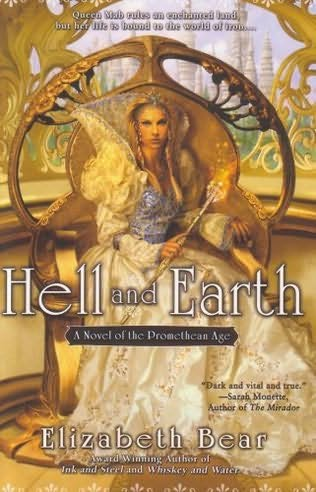 Queen Mab rules an enchanted land,
but her life is bound to the world of iron....
Hell and Earth
A Novel of the Promethean Age
"Dark and vital and true."
—Sarah Monette,
Author of The Mirador
Elizabeth Bear
Award Winning Author of
Ink and Steel and Whiskey and Water